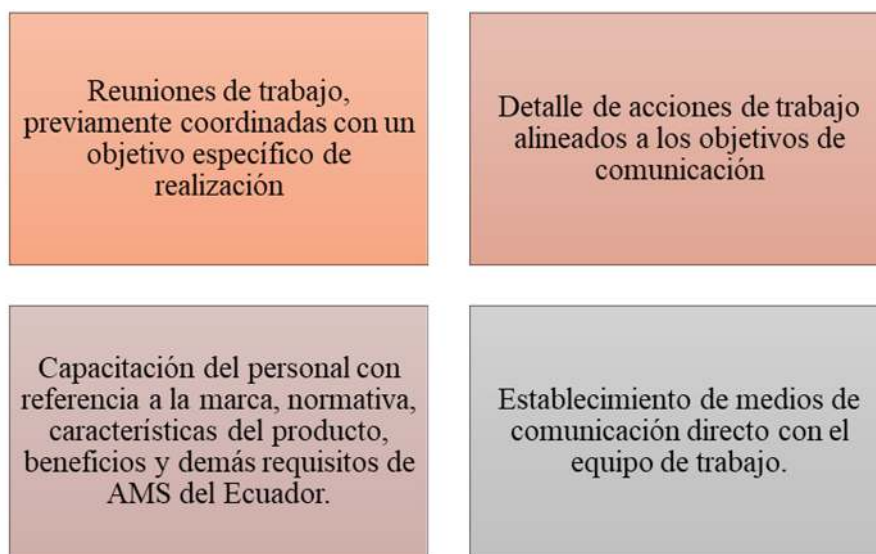 Reuniones de trabajo,
previamente coordinadas con un
objetivo específico de
realización
Detalle de acciones de trabajo
alineados a los objetivos de
comunicación
Capacitación del personal con
referencia a la marca, normativa,
características del producto,
beneficios y demás requisitos de
AMS del Ecuador.
Establecimiento de medios de
comunicación directo con el
equipo de trabajo.